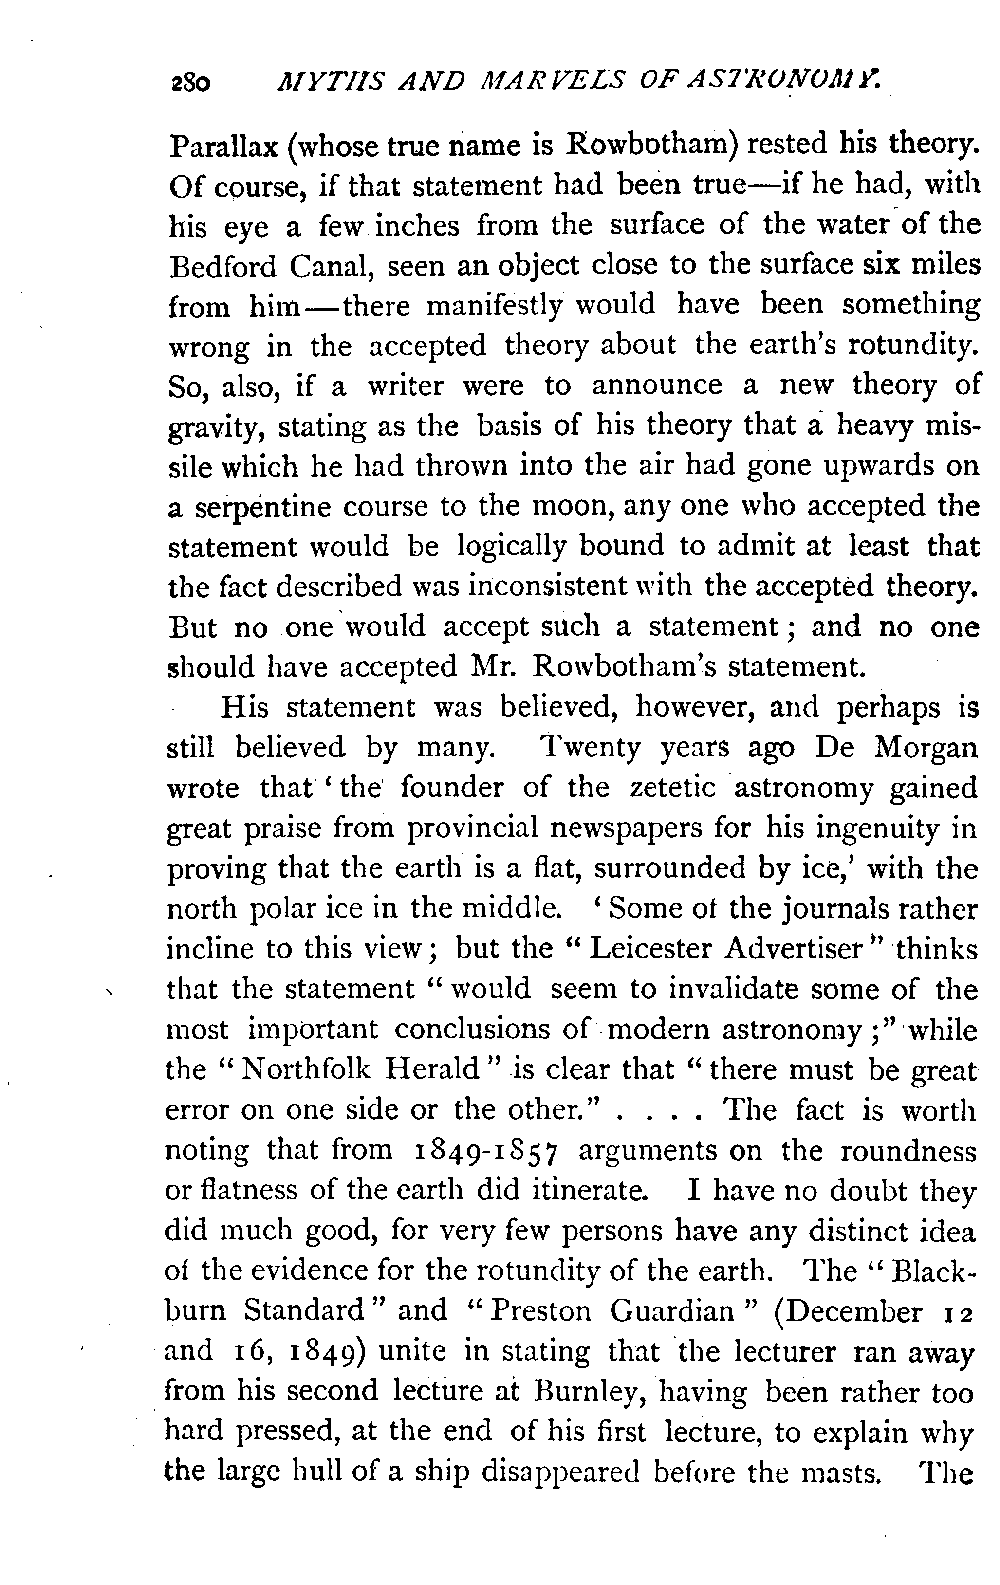 280 MYTHS AND MARVELS OF ASTRONOMY.
Parallax (whose true name is Rowbotham) rested his theory.
Of course, if that statement had been true—if he had, with
his eye a few inches from the surface of the water of the
Bedford Canal, seen an object close to the surface six miles
from him—there manifestly would have been something
wrong in the accepted theory about the earth's rotundity.
So, also, if a writer were to announce a new theory of
gravity, stating as the basis of his theory that a heavy mis-
sile which he had thrown into the air had gone upwards on
a serpentine course to the moon, any one who accepted the
statement would be logically bound to admit at least that
the fact described was inconsistent with the accepted theory.
But no one would accept such a statement; and no one
should have accepted Mr. Rowbotham's statement.
His statement was believed, however, and perhaps is
still believed by many. Twenty years ago De Morgan
wrote that ‘the founder of the zetetic astronomy gained
great praise from provincial newspapers for his ingenuity in
proving that the earth is a flat, surrounded by ice,’ with the
north polar ice in the middle. ‘Some of the journals rather
incline to this view; but the “Leicester Advertiser” thinks
that the statement “would seem to invalidate some of the
most important conclusions of modern astronomy;” while
the “Northfolk Herald” is clear that “there must be great
error on one side or the other.” . . . . The fact is worth
noting that from 1849-1857 arguments on the roundness
or flatness of the earth did itinerate. I have no doubt they
did much good, for very few persons have any distinct idea
of the evidence for the rotundity of the earth. The “Black-
burn Standard” and “Preston Guardian” (December 12
and 16, 1849) unite in stating that the lecturer ran away
from his second lecture at Burnley, having been rather too
hard pressed, at the end of his first lecture, to explain why
the large hull of a ship disappeared before the masts. The